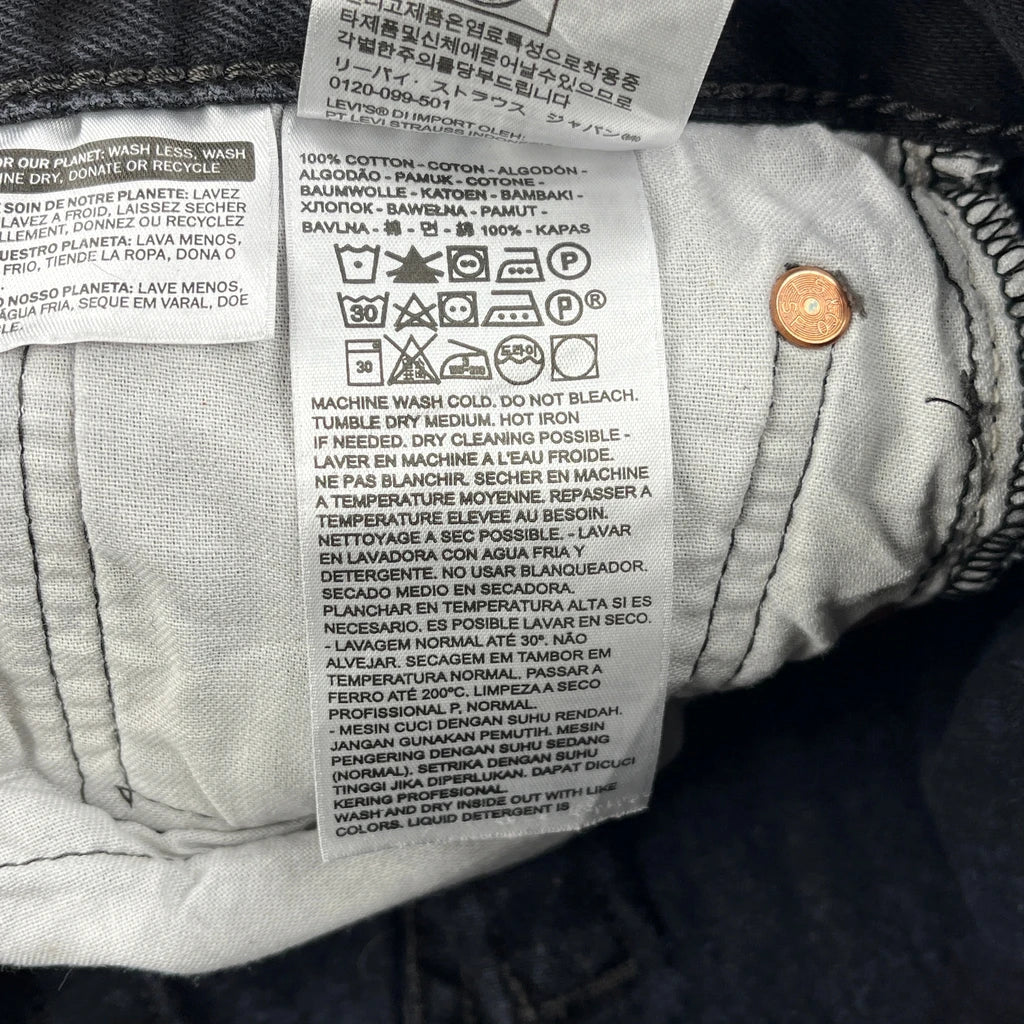 OR OUR PLANET: WASH LESS, WASH
INE DRY, DONATE OR RECYCLE
SOIN DE NOTRE PLANETE: LAVEZ
LAVEZ A FROID, LAISSEZ SECHER
LLEMENT, DONNEZ OU RECYCLEZ
UESTRO PLANETA: LAVA MENOS,
FRIO, TIENDE LA ROPA, DONA O
NOSSO PLANETA: LAVE MENOS,
ÁGUA FRIA, SEQUE EM VARAL, DOE
타제품및신체에물어날수있으므로
각별한주의를당부드립니다
リーバイ・ストラウス ジャパン㈱
0120-099-501
LEVI'S® DI IMPORT OLEH:
PT LEVI STRAUSS
100% COTTON - COTON - ALGODÓN -
ALGODÃO - PAMUK - COTONE -
BAUMWOLLE - KATOEN - BAMBAKI -
ХЛОПОК - BAWEŁNA - PAMUT -
BAVLNA - 棉 - 면 - 綿 100% - KAPAS
P
30 P®
30 드라이
MACHINE WASH COLD. DO NOT BLEACH.
TUMBLE DRY MEDIUM. HOT IRON
IF NEEDED. DRY CLEANING POSSIBLE -
LAVER EN MACHINE A L'EAU FROIDE.
NE PAS BLANCHIR. SECHER EN MACHINE
A TEMPERATURE MOYENNE. REPASSER A
TEMPERATURE ELEVEE AU BESOIN.
NETTOYAGE A SEC POSSIBLE. - LAVAR
EN LAVADORA CON AGUA FRIA Y
DETERGENTE. NO USAR BLANQUEADOR.
SECADO MEDIO EN SECADORA.
PLANCHAR EN TEMPERATURA ALTA SI ES
NECESARIO. ES POSIBLE LAVAR EN SECO.
- LAVAGEM NORMAL ATÉ 30º. NÃO
ALVEJAR. SECAGEM EM TAMBOR EM
TEMPERATURA NORMAL. PASSAR A
FERRO ATÉ 200ºC. LIMPEZA A SECO
PROFISSIONAL P, NORMAL.
- MESIN CUCI DENGAN SUHU RENDAH.
JANGAN GUNAKAN PEMUTIH. MESIN
PENGERING DENGAN SUHU SEDANG
(NORMAL). SETRIKA DENGAN SUHU
TINGGI JIKA DIPERLUKAN. DAPAT DICUCI
KERING PROFESIONAL.
WASH AND DRY INSIDE OUT WITH LIKE
COLORS. LIQUID DETERGENT IS